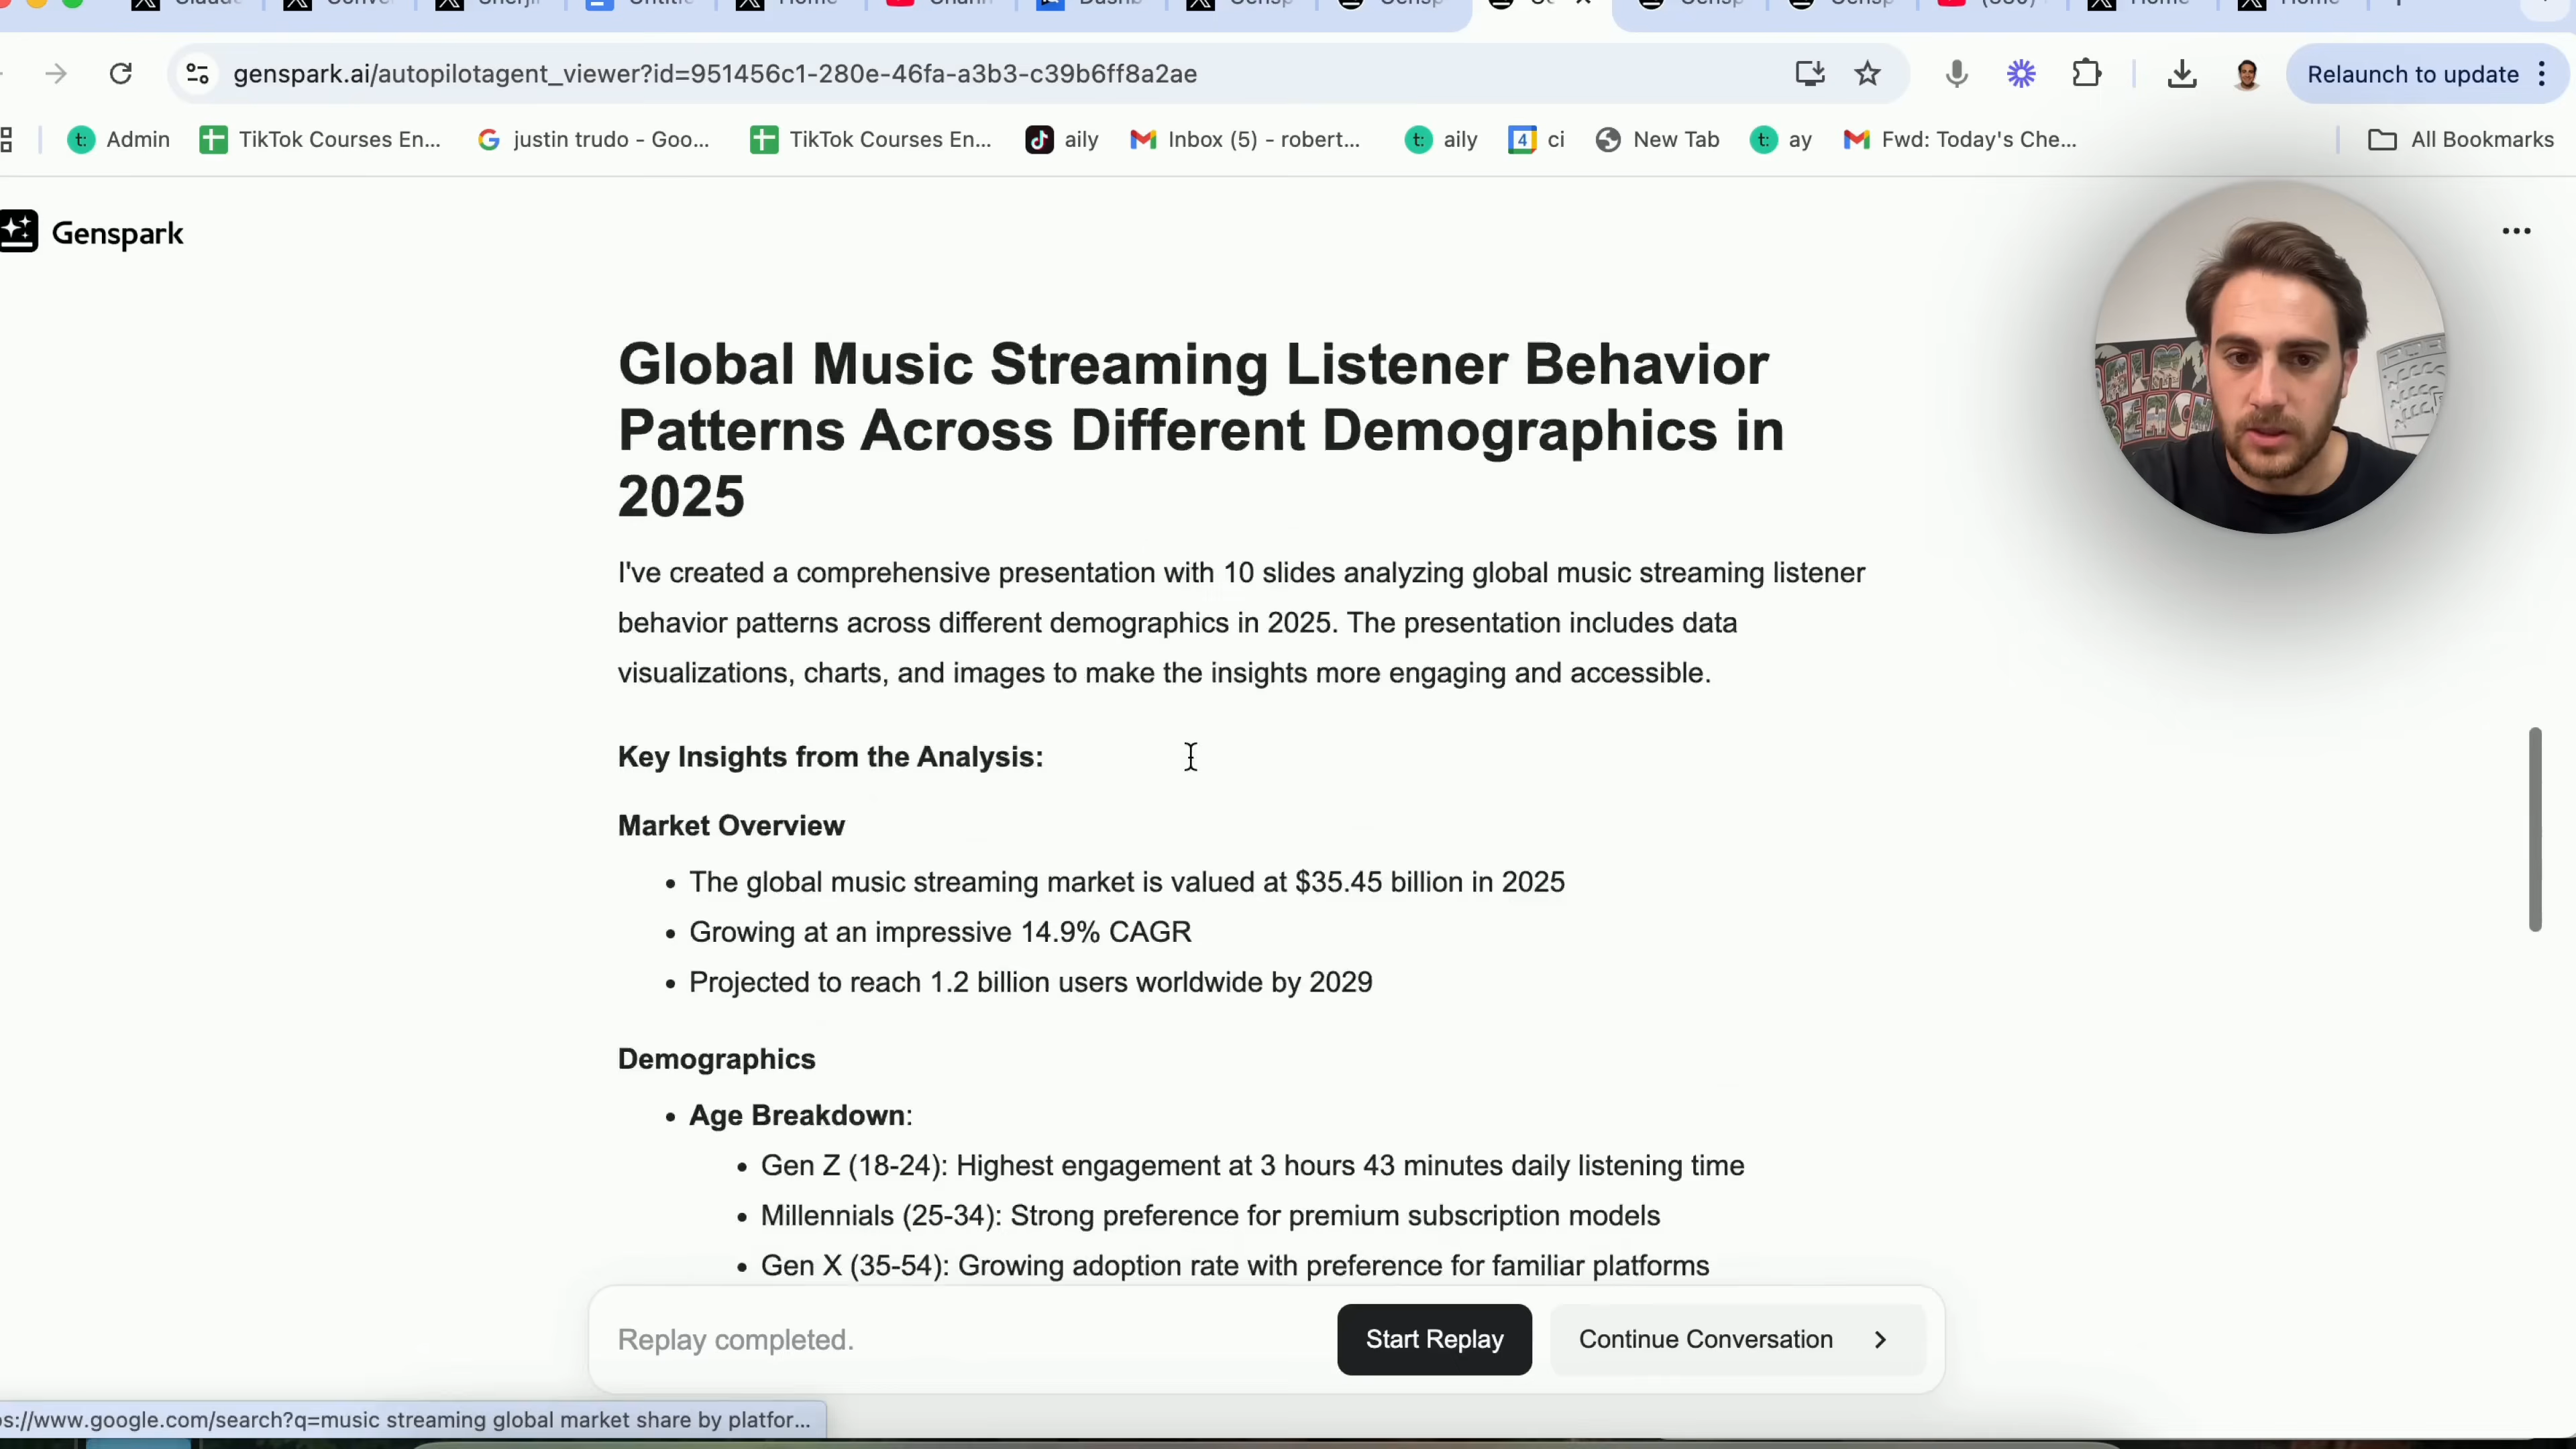 genspark.ai/autopilotagent_viewer?id=951456c1-280e-46fa-a3b3-c39b6ff8a2ae
Relaunch to update
Admin
TikTok Courses En...
justin trudo - Goo...
TikTok Courses En...
aily
Inbox (5) - robert...
aily
ci
New Tab
ay
Fwd: Today's Che...
All Bookmarks
Genspark
Global Music Streaming Listener Behavior
Patterns Across Different Demographics in
2025
I've created a comprehensive presentation with 10 slides analyzing global music streaming listener
behavior patterns across different demographics in 2025. The presentation includes data
visualizations, charts, and images to make the insights more engaging and accessible.
Key Insights from the Analysis:
Market Overview
• The global music streaming market is valued at $35.45 billion in 2025
• Growing at an impressive 14.9% CAGR
• Projected to reach 1.2 billion users worldwide by 2029
Demographics
• Age Breakdown:
• Gen Z (18-24): Highest engagement at 3 hours 43 minutes daily listening time
• Millennials (25-34): Strong preference for premium subscription models
• Gen X (35-54): Growing adoption rate with preference for familiar platforms
Replay completed.
Start Replay
Continue Conversation
s://www.google.com/search?q=music streaming global market share by platfor...